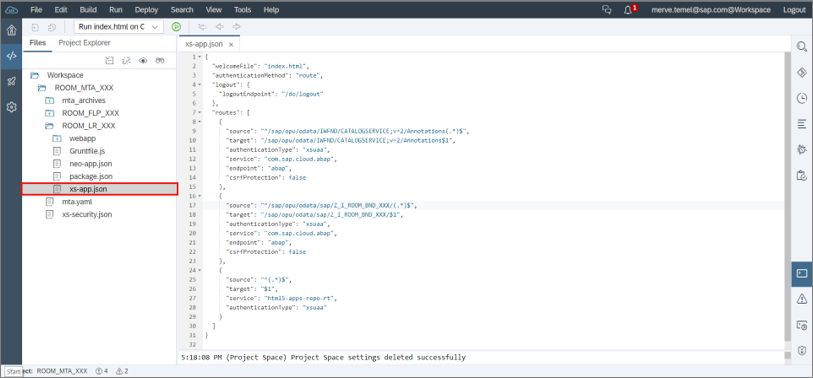 File Edit Build Run Deploy Search View Tools Help 1 merve.temel@sap.com@Workspace Logout
Run index.html on C
Files Project Explorer xs-app.json ×
Workspace
ROOM_MTA_XXX
mta_archives
ROOM_FLP_XXX
ROOM_LR_XXX
webapp
Gruntfile.js
neo-app.json
package.json
xs-app.json
mta.yaml
xs-security.json
1 {
2 "welcomeFile": "index.html",
3 "authenticationMethod": "route",
4 "logout": {
5 "logoutEndpoint": "/do/logout"
6 },
7 "routes": [
8 {
9 "source": "^/sap/opu/odata/IWFND/CATALOGSERVICE;v=2/Annotations(.*)$",
10 "target": "/sap/opu/odata/IWFND/CATALOGSERVICE;v=2/Annotations$1",
11 "authenticationType": "xsuaa",
12 "service": "com.sap.cloud.abap",
13 "endpoint": "abap",
14 "csrfProtection": false
15 },
16 {
17 "source": "^/sap/opu/odata/sap/Z_I_ROOM_BND_XXX/(.*)$",
18 "target": "/sap/opu/odata/sap/Z_I_ROOM_BND_XXX/$1",
19 "authenticationType": "xsuaa",
20 "service": "com.sap.cloud.abap",
21 "endpoint": "abap",
22 "csrfProtection": false
23 },
24 {
25 "source": "^(.*)$",
26 "target": "$1",
27 "service": "html5-apps-repo-rt",
28 "authenticationType": "xsuaa"
29 }
30 ]
31 }
32
5:18:08 PM (Project Space) Project Space settings deleted successfully
Start ect: ROOM_MTA_XXX 4 2